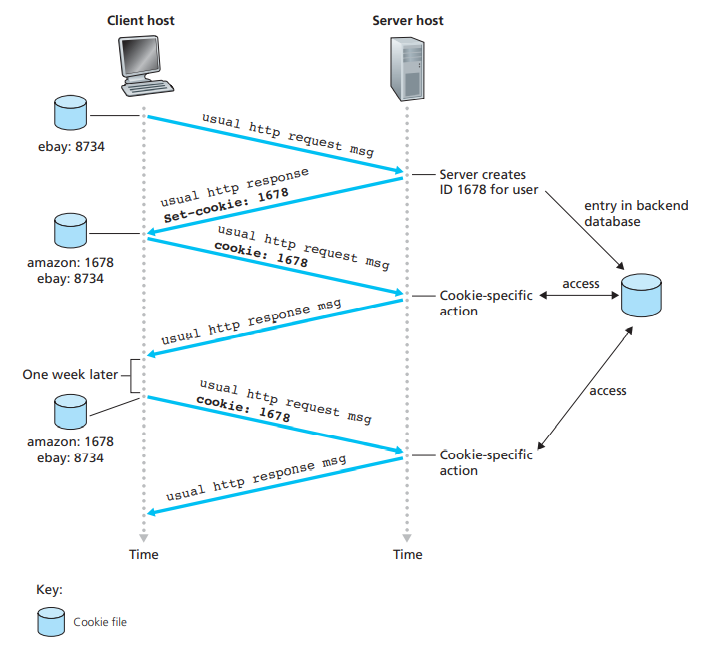 Client host
Server host
ebay: 8734
usual http request msg
Server creates
ID 1678 for user
entry in backend
database
usual http response
Set-cookie: 1678
amazon: 1678
ebay: 8734
usual http request msg
cookie: 1678
access
Cookie-specific
action
usual http response msg
One week later
usual http request msg
cookie: 1678
access
amazon: 1678
ebay: 8734
Cookie-specific
action
usual http response msg
Time
Time
Key:
Cookie file